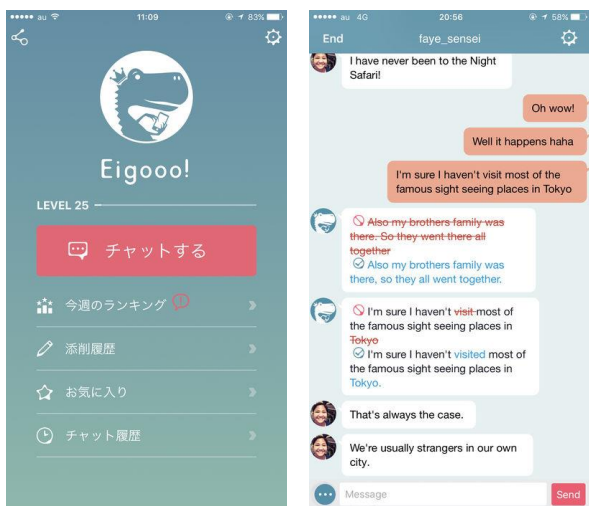 au 11:09 83%
Eigooo!
LEVEL 25
チャットする
今週のランキング
添削履歴
お気に入り
チャット履歴
au 4G 20:56 58%
End faye_sensei
I have never been to the Night
Safari!
Oh wow!
Well it happens haha
I'm sure I haven't visit most of the
famous sight seeing places in Tokyo
Also my brothers family was
there. So they went there all
together
Also my brothers family was
there, so they all went together.
I'm sure I haven't visit most of
the famous sight seeing places in
Tokyo
I'm sure I haven't visited most of
the famous sight seeing places in
Tokyo.
That's always the case.
We're usually strangers in our own
city.
Message Send